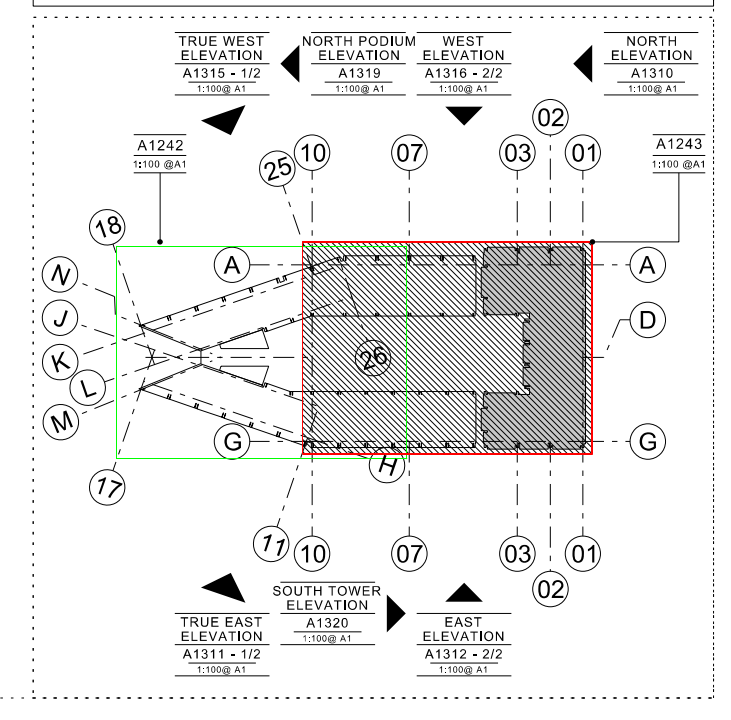 TRUE WEST
ELEVATION
A1315 - 1/2
1:100@ A1
NORTH PODIUM
ELEVATION
A1319
1:100@ A1
WEST
ELEVATION
A1316 - 2/2
1:100@ A1
NORTH
ELEVATION
A1310
1:100@ A1
A1242
1:100 @A1
A1243
1:100 @A1
25
10
07
03
02
01
18
N
J
K
L
M
17
A
A
D
26
G
G
H
11
10
07
03
02
01
TRUE EAST
ELEVATION
A1311 - 1/2
1:100@ A1
SOUTH TOWER
ELEVATION
A1320
1:100@ A1
EAST
ELEVATION
A1312 - 2/2
1:100@ A1